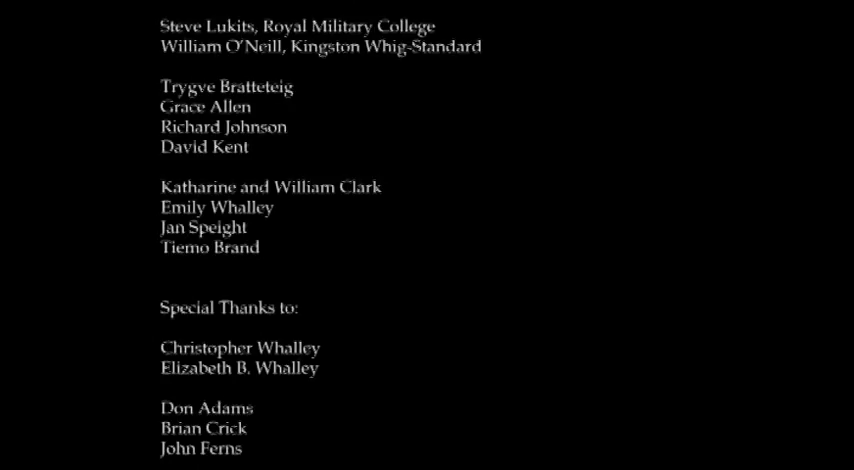 Steve Lukits, Royal Military College
William O'Neill, Kingston Whig-Standard
Trygve Bratteteig
Grace Allen
Richard Johnson
David Kent
Katharine and William Clark
Emily Whalley
Jan Speight
Tiemo Brand
Special Thanks to:
Christopher Whalley
Elizabeth B. Whalley
Don Adams
Brian Crick
John Ferns